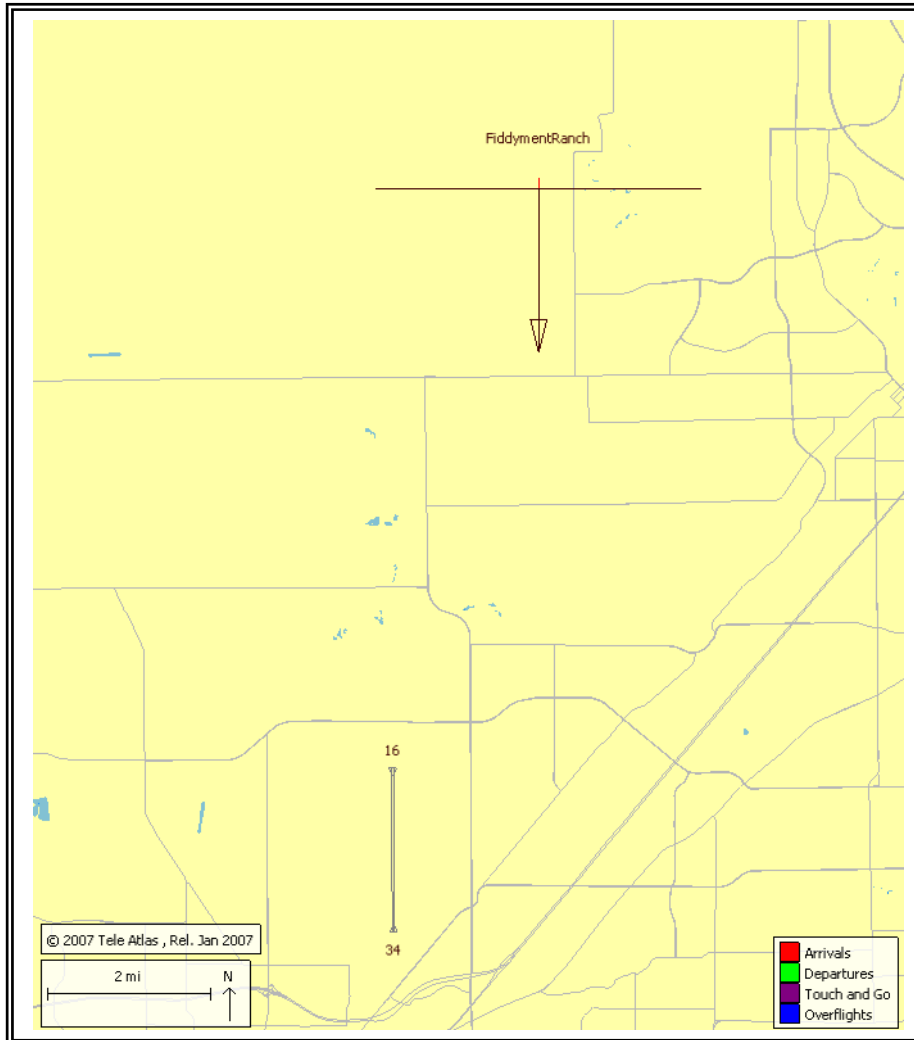 FiddymentRanch
16
34
© 2007 Tele Atlas , Rel. Jan 2007
2 mi
N
Arrivals
Departures
Touch and Go
Overflights